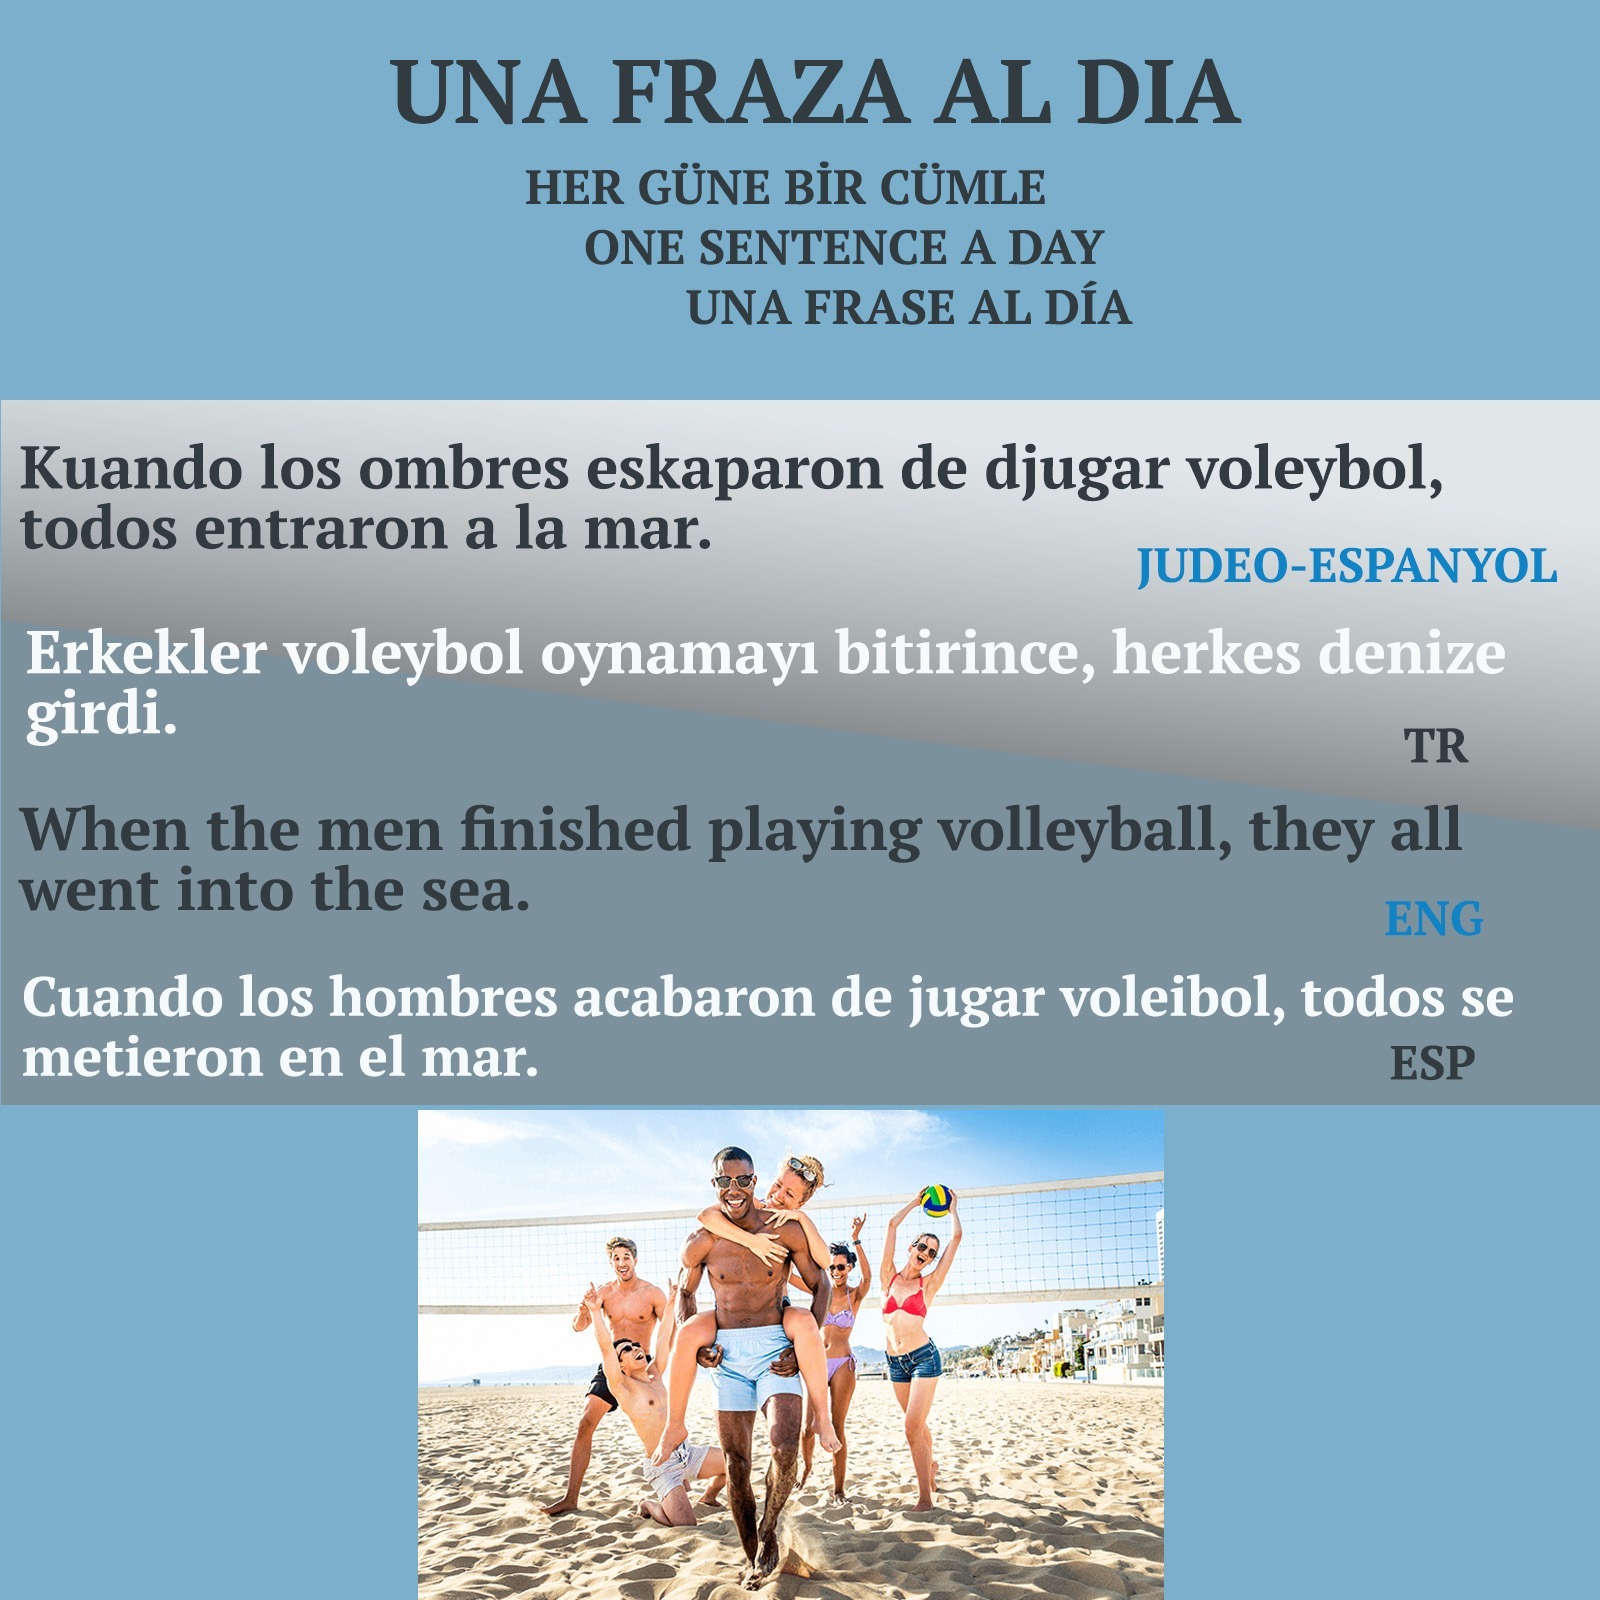 UNA FRAZA AL DIA
HER GÜNE BİR CÜMLE
ONE SENTENCE A DAY
UNA FRASE AL DÍA
Kuando los ombres eskaparon de djugar voleybol,
todos entraron a la mar.
JUDEO-ESPANYOL
Erkekler voleybol oynamayı bitirince, herkes denize
girdi.
TR
When the men finished playing volleyball, they all
went into the sea.
ENG
Cuando los hombres acabaron de jugar voleibol, todos se
metieron en el mar.
ESP